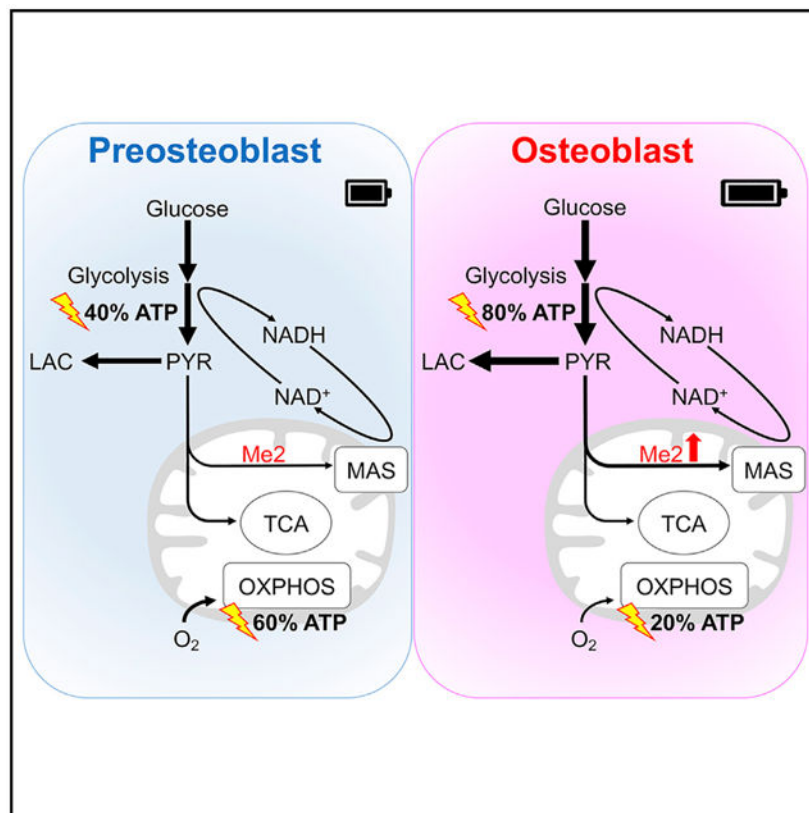 Preosteoblast
Glucose
Glycolysis
40% ATP
NADH
LAC
PYR
NAD⁺
Me2
MAS
TCA
OXPHOS
O₂
60% ATP
Osteoblast
Glucose
Glycolysis
80% ATP
NADH
LAC
PYR
NAD⁺
Me2
MAS
TCA
OXPHOS
O₂
20% ATP